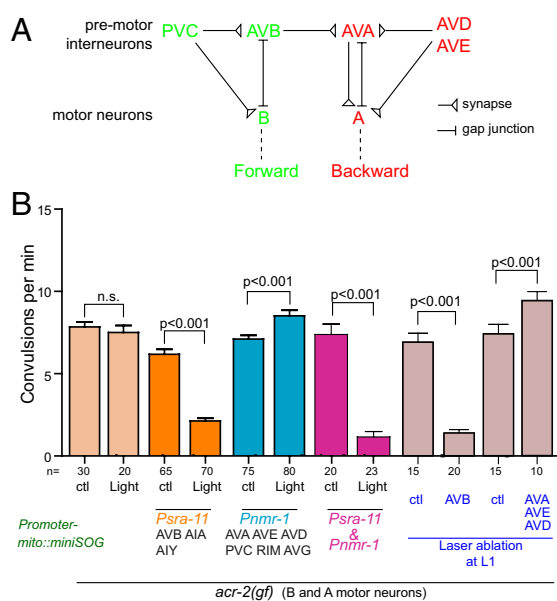 A
pre-motor
interneurons
PVC AVB AVA AVD
AVE
motor neurons B A
synapse
gap junction
Forward Backward
B
Convulsions per min
15
10
5
0
n.s.
p<0.001
p<0.001
p<0.001
p<0.001
p<0.001
n= 30 20 65 70 75 80 20 23 15 20 15 10
ctl Light ctl Light ctl Light ctl Light ctl AVB ctl AVA
AVE
AVD
Promoter-
mito::miniSOG
Psra-11
AVB AIA
AIY
Pnmr-1
AVA AVE AVD
PVC RIM AVG
Psra-11
&
Pnmr-1
Laser ablation
at L1
acr-2(gf) (B and A motor neurons)